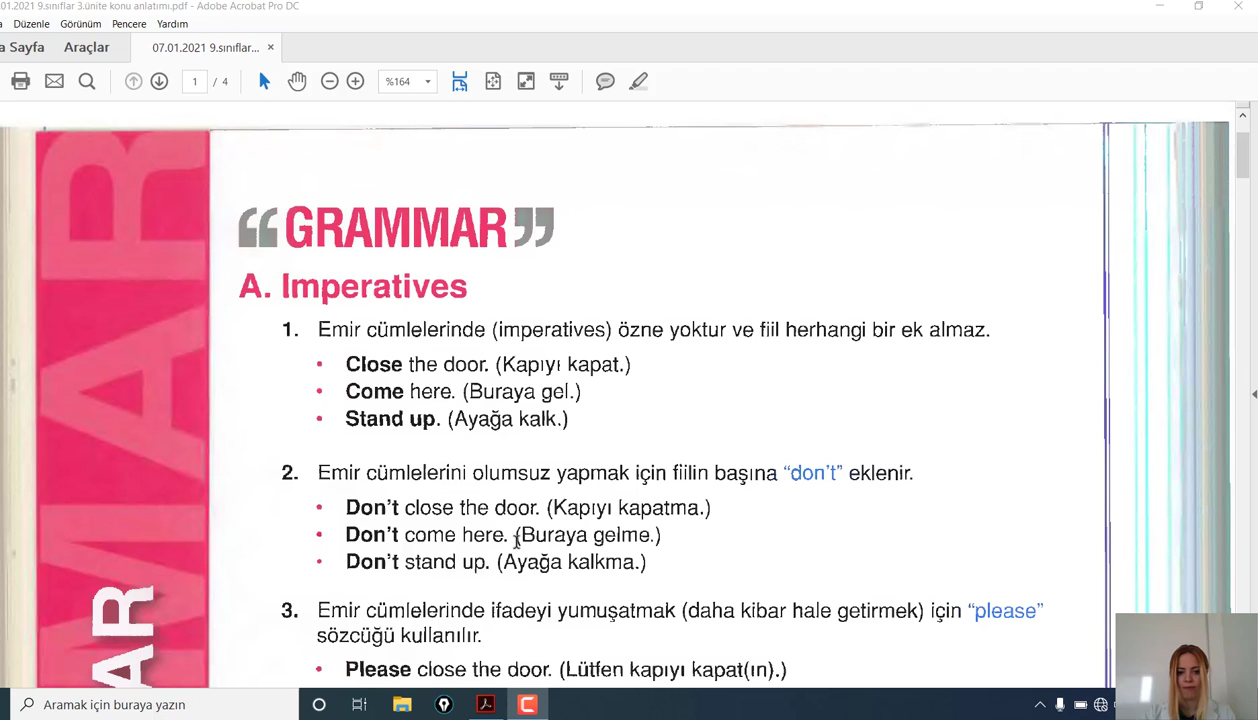 .01.2021 9.sınıflar 3.ünite konu anlatımı.pdf - Adobe Acrobat Pro DC
a Düzenle Görünüm Pencere Yardım
a Sayfa Araçlar 07.01.2021 9.sınıflar... ×
1 / 4 %164
MAR
AR
“GRAMMAR”
A. Imperatives
1. Emir cümlelerinde (imperatives) özne yoktur ve fiil herhangi bir ek almaz.
• Close the door. (Kapıyı kapat.)
• Come here. (Buraya gel.)
• Stand up. (Ayağa kalk.)
2. Emir cümlelerini olumsuz yapmak için fiilin başına “don’t” eklenir.
• Don’t close the door. (Kapıyı kapatma.)
• Don’t come here. (Buraya gelme.)
• Don’t stand up. (Ayağa kalkma.)
3. Emir cümlelerinde ifadeyi yumuşatmak (daha kibar hale getirmek) için “please”
sözcüğü kullanılır.
• Please close the door. (Lütfen kapıyı kapat(ın).)
Aramak için buraya yazın